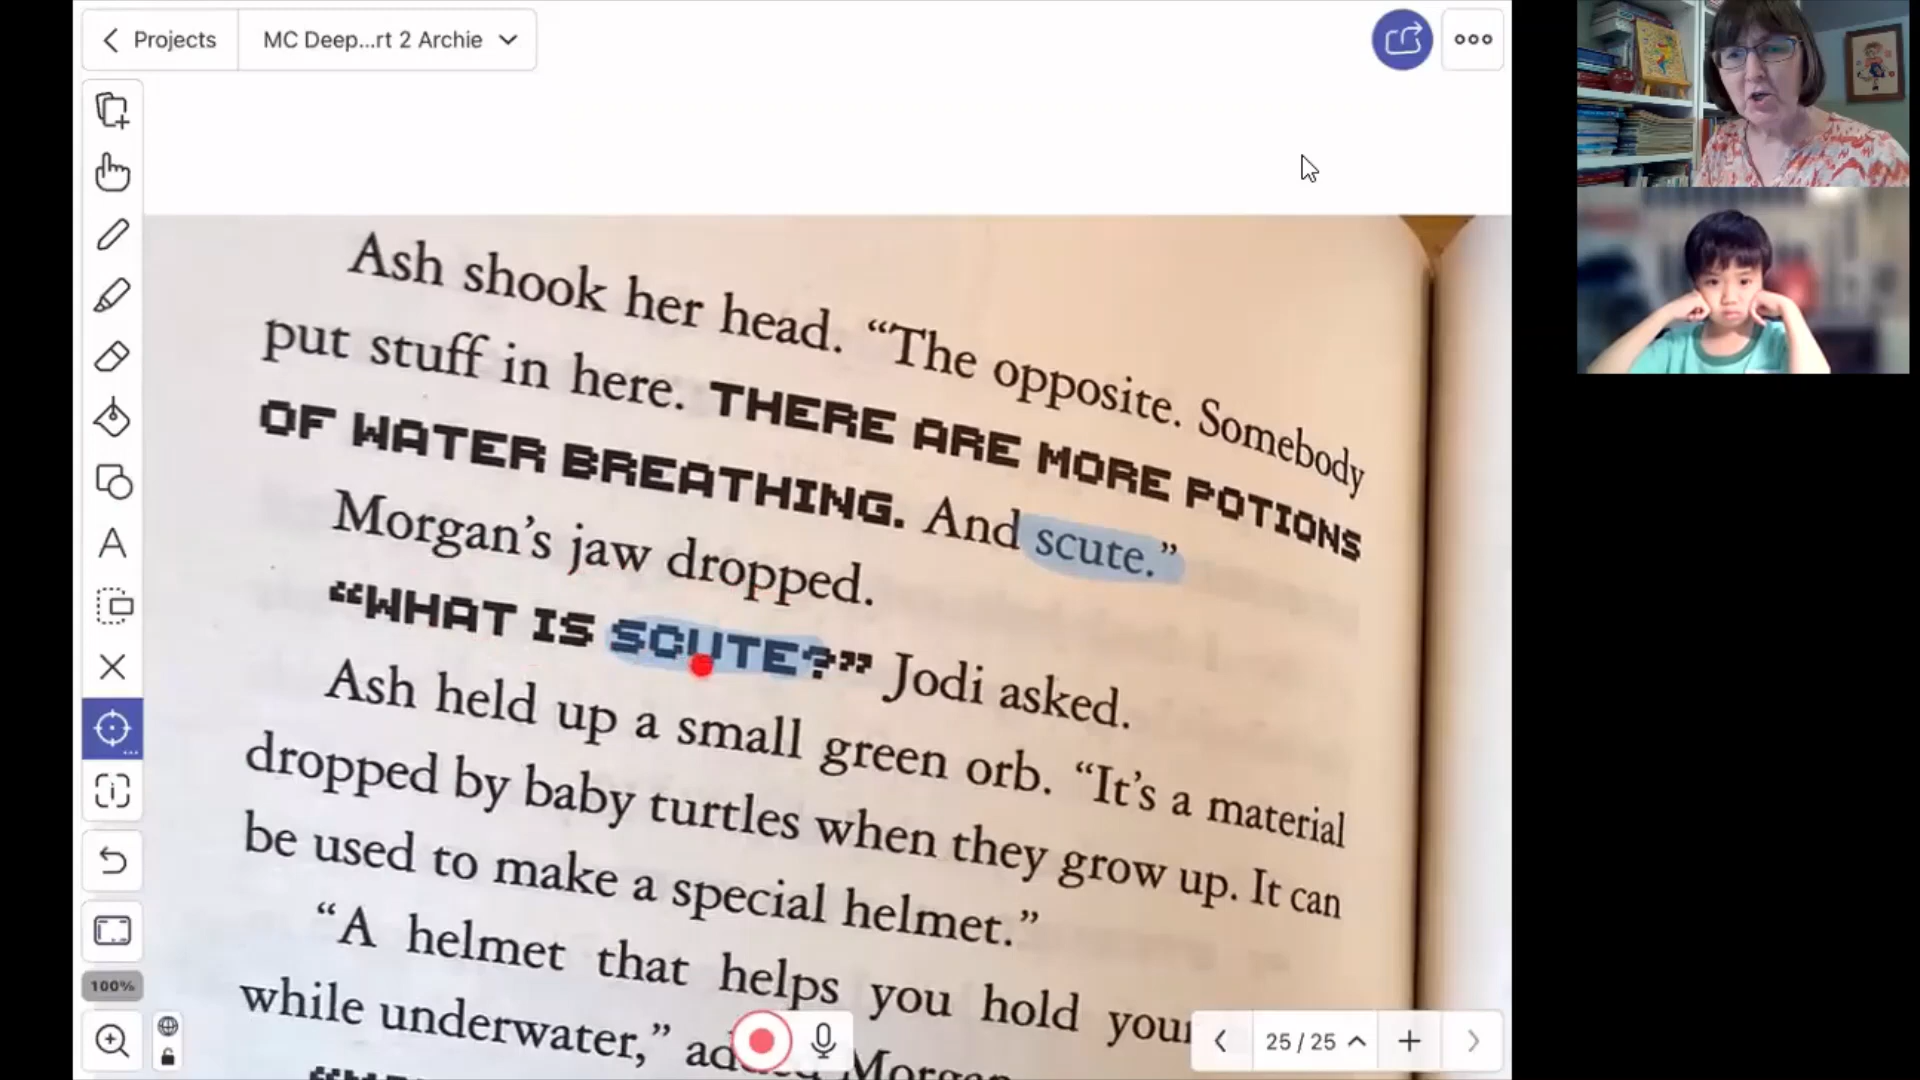 Projects
MC Deep...rt 2 Archie
Ash shook her head. “The opposite. Somebody
put stuff in here. THERE ARE MORE POTIONS
OF WATER BREATHING. And scute.”
Morgan’s jaw dropped.
“WHAT IS SCUTE?” Jodi asked.
Ash held up a small green orb. “It’s a material
dropped by baby turtles when they grow up. It can
be used to make a special helmet.”
“A helmet that helps you hold your
while underwater,” Morgan
100%
25 / 25